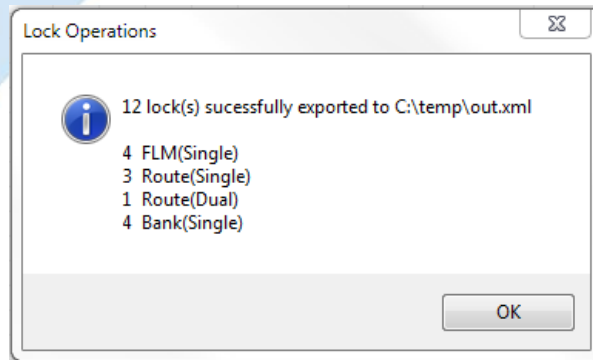 Lock Operations
12 lock(s) sucessfully exported to C:\temp\out.xml
4 FLM(Single)
3 Route(Single)
1 Route(Dual)
4 Bank(Single)
OK